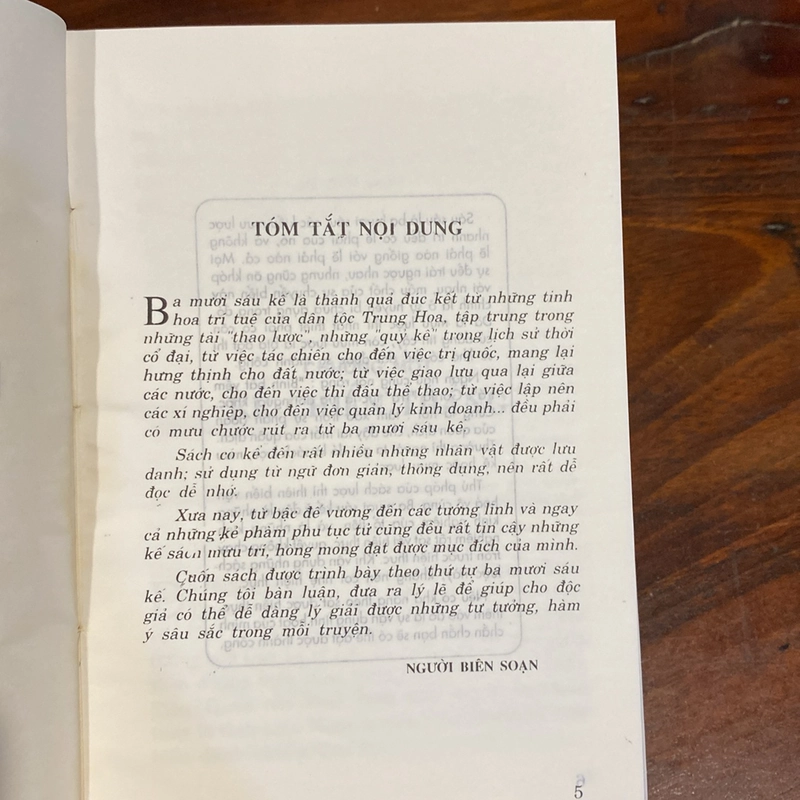 TÓM TẮT NỘI DUNG
Ba mươi sáu kế là thành quả đúc kết từ những tinh
hoa trí tuệ của dân tộc Trung Hoa, tập trung trong
những tài "thao lược", những "quỷ kế" trong lịch sử thời
cổ đại, từ việc tác chiến cho đến việc trị quốc, mang lại
hưng thịnh cho đất nước; từ việc giao lưu qua lại giữa
các nước, cho đến việc thi đấu thể thao; từ việc lập nên
các xí nghiệp, cho đến việc quản lý kinh doanh... đều phải
có mưu chước rút ra từ ba mươi sáu kế.
Sách có kể đến rất nhiều những nhân vật được lưu
danh; sử dụng từ ngữ đơn giản, thông dụng, nên rất dễ
đọc dễ nhớ.
Xưa nay, từ bậc đế vương đến các tướng lĩnh và ngay
cả những kẻ phàm phu tục tử cũng đều rất tin cậy những
kế sách mưu trí, hòng mong đạt được mục đích của mình.
Cuốn sách được trình bày theo thứ tự ba mươi sáu
kế. Chúng tôi bàn luận, đưa ra lý lẽ để giúp cho độc
giả có thể dễ dàng lý giải được những tư tưởng, hàm
ý sâu sắc trong mỗi truyện.
NGƯỜI BIÊN SOẠN
5